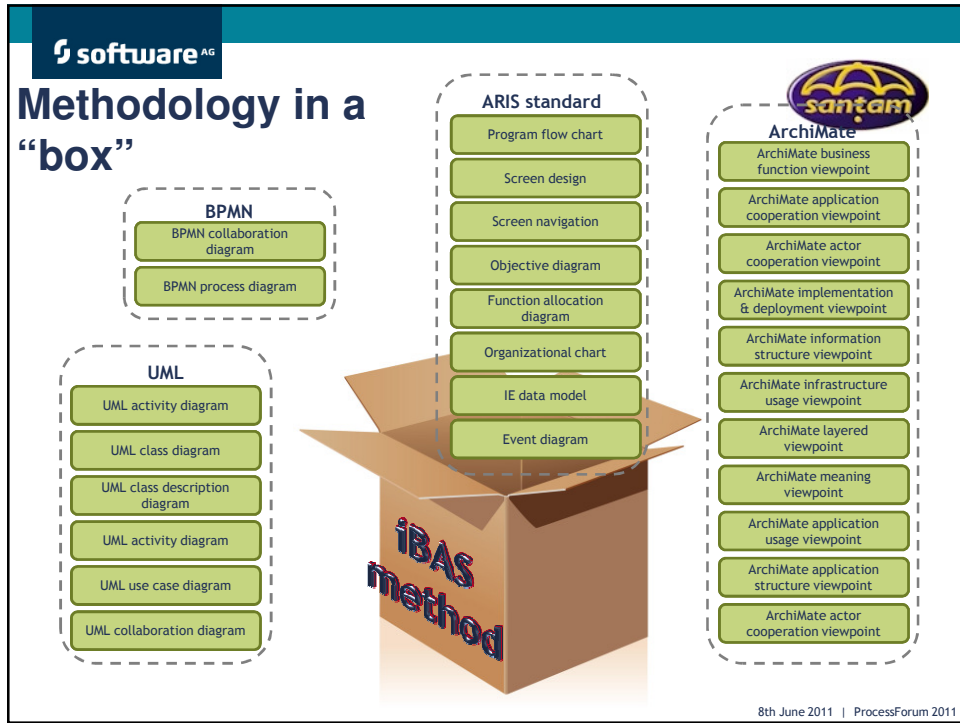 software AG
Methodology in a
“box”
santam
BPMN
BPMN collaboration
diagram
BPMN process diagram
UML
UML activity diagram
UML class diagram
UML class description
diagram
UML activity diagram
UML use case diagram
UML collaboration diagram
ARIS standard
Program flow chart
Screen design
Screen navigation
Objective diagram
Function allocation
diagram
Organizational chart
IE data model
Event diagram
iBAS
method
ArchiMate
ArchiMate business
function viewpoint
ArchiMate application
cooperation viewpoint
ArchiMate actor
cooperation viewpoint
ArchiMate implementation
& deployment viewpoint
ArchiMate information
structure viewpoint
ArchiMate infrastructure
usage viewpoint
ArchiMate layered
viewpoint
ArchiMate meaning
viewpoint
ArchiMate application
usage viewpoint
ArchiMate application
structure viewpoint
ArchiMate actor
cooperation viewpoint
8th June 2011 | ProcessForum 2011